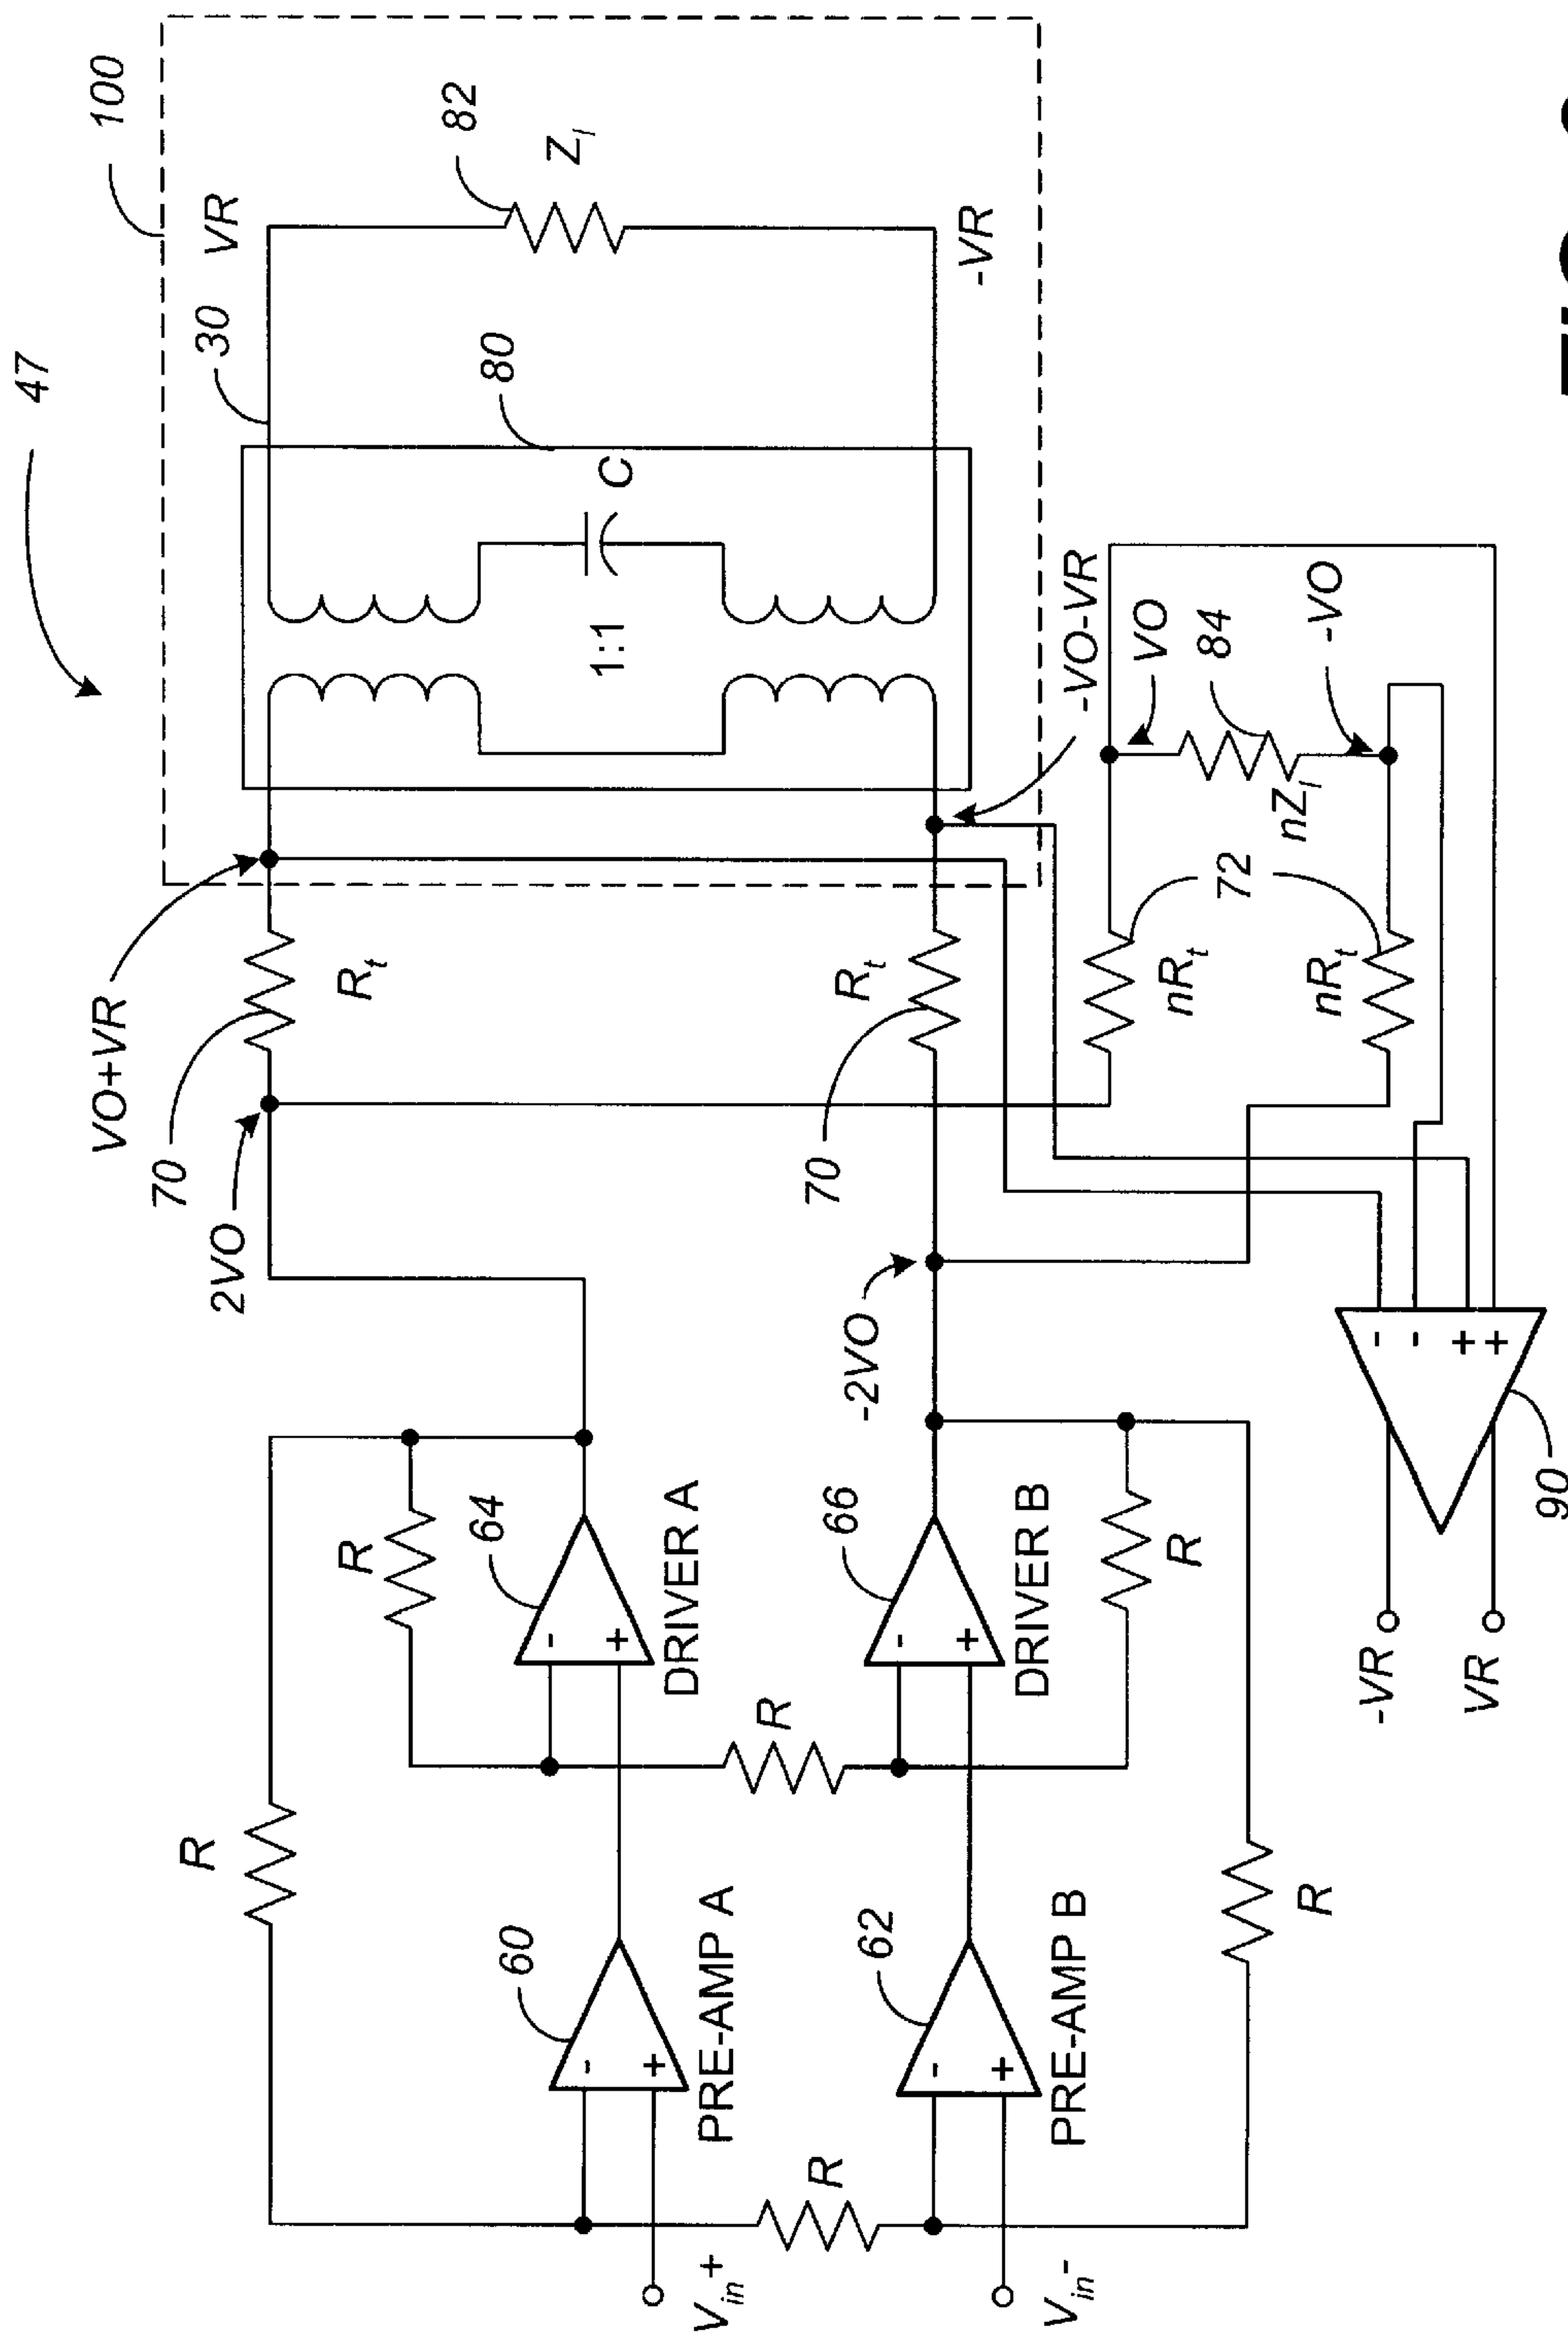 47
100
VR
30
82
Z_l
80
C
1:1
-VR
VO+VR
70
R_t
2VO
-VO-VR
VO
84
-VO
nZ_l
70
R_t
72
nR_t
nR_t
-2VO
R
R
64
DRIVER A
R
66
DRIVER B
R
60
PRE-AMP A
62
PRE-AMP B
R
R
V_in+
V_in-
-
+
-
+
-
+
-
+
-
-
+
+
90
-VR
VR